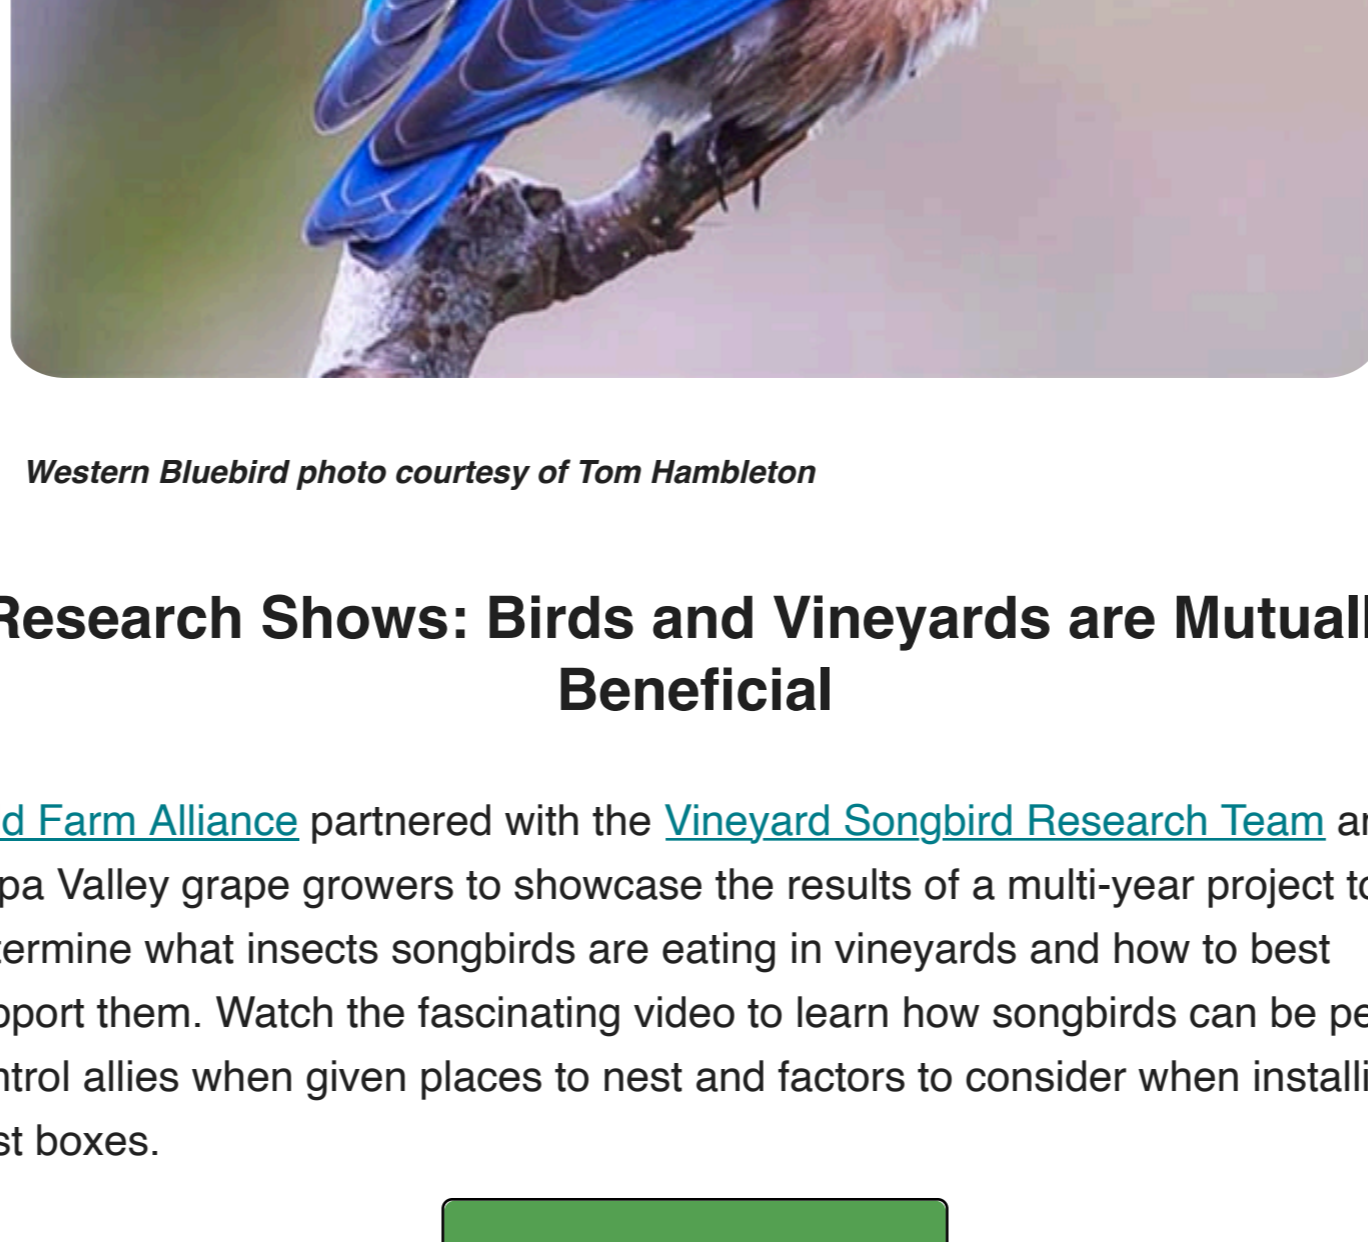 Western Bluebird photo courtesy of Tom Hambleton
Research Shows: Birds and Vineyards are Mutuall
Beneficial
d Farm Alliance partnered with the Vineyard Songbird Research Team an
pa Valley grape growers to showcase the results of a multi-year project to
termine what insects songbirds are eating in vineyards and how to best
pport them. Watch the fascinating video to learn how songbirds can be pe
ntrol allies when given places to nest and factors to consider when installi
st boxes.